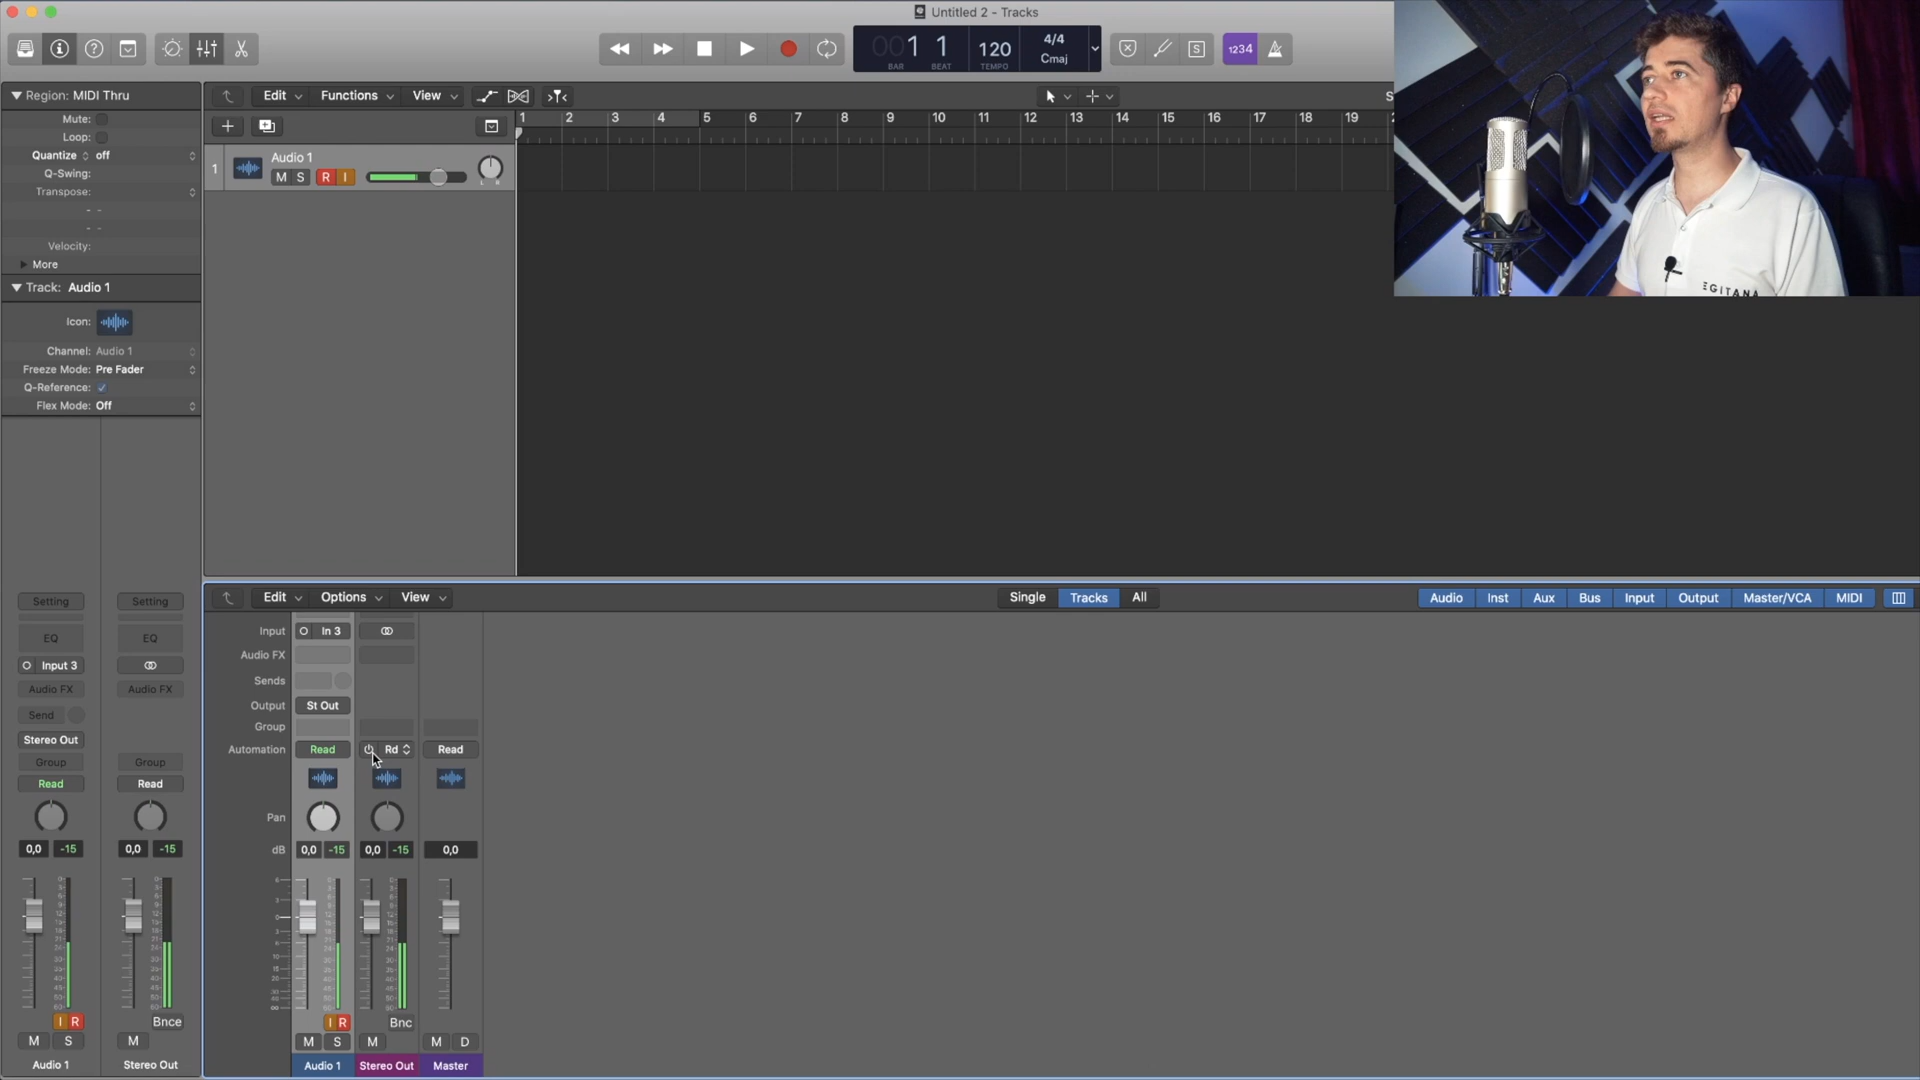 Untitled 2 - Tracks
001 1
BAR BEAT
120
TEMPO
4/4
Cmaj
1234
S
Region: MIDI Thru
Mute:
Loop:
Quantize off
Q-Swing:
Transpose:
Velocity:
More
Track: Audio 1
Icon:
Channel: Audio 1
Freeze Mode: Pre Fader
Q-Reference:
Flex Mode: Off
Edit Functions View
S
1 2 3 4 5 6 7 8 9 10 11 12 13 14 15 16 17 18 19
1
Audio 1
M S R I
L R
EGITANA
Setting Setting
EQ EQ
Input 3
Audio FX Audio FX
Send
Stereo Out
Group Group
Read Read
0,0 -15 0,0 -15
I R Bnce
M S M
Audio 1 Stereo Out
Edit Options View
Single Tracks All
Audio Inst Aux Bus Input Output Master/VCA MIDI
Input In 3
Audio FX
Sends
Output St Out
Group
Automation Read Rd Read
Pan
dB 0,0 -15 0,0 -15 0,0
I R Bnc
M S M M D
Audio 1 Stereo Out Master